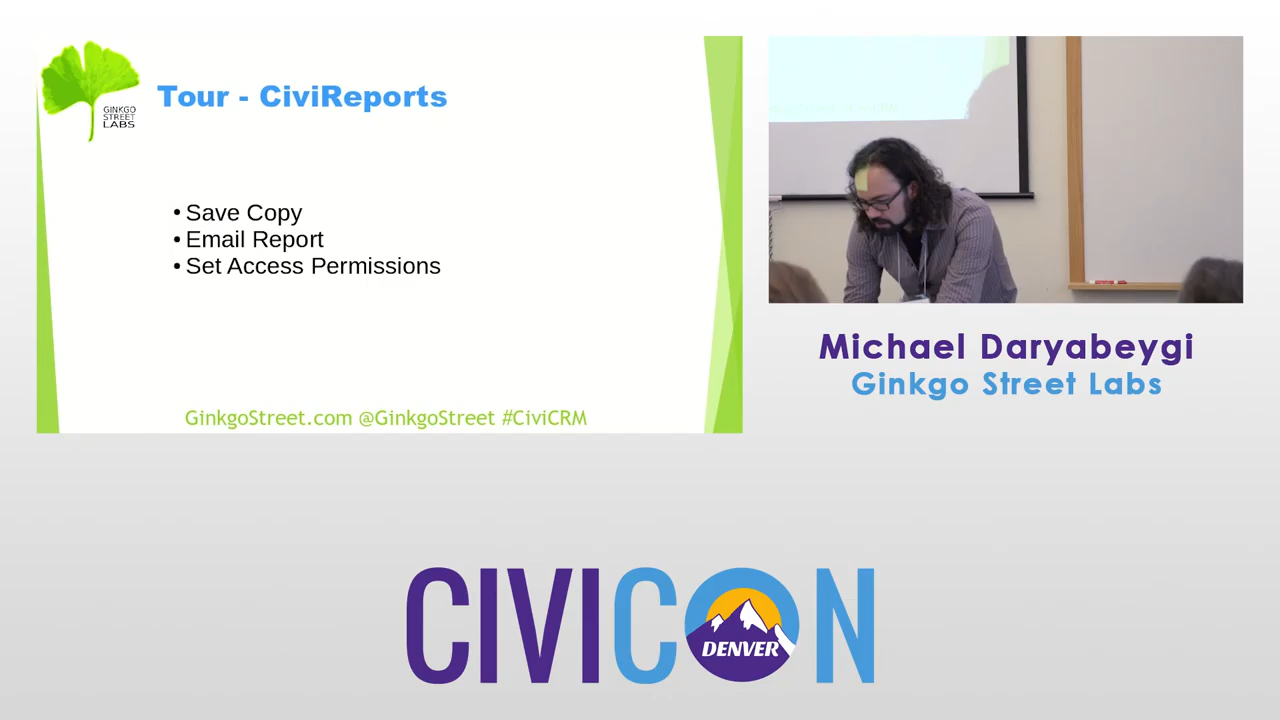 GINKGO
STREET
LABS
Tour - CiviReports
• Save Copy
• Email Report
• Set Access Permissions
GinkgoStreet.com @GinkgoStreet #CiviCRM
Michael Daryabeygi
Ginkgo Street Labs
CIVICON
DENVER